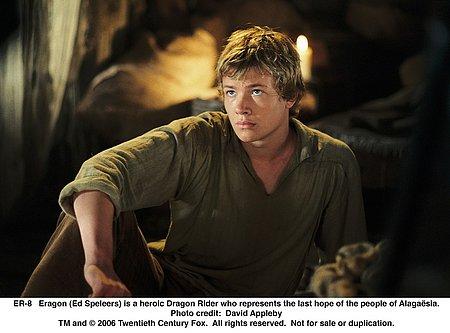 ER-8 Eragon (Ed Speleers) is a heroic Dragon Rider who represents the last hope of the people of Alagaësia.
Photo credit: David Appleby
TM and © 2006 Twentieth Century Fox. All rights reserved. Not for sale or duplication.